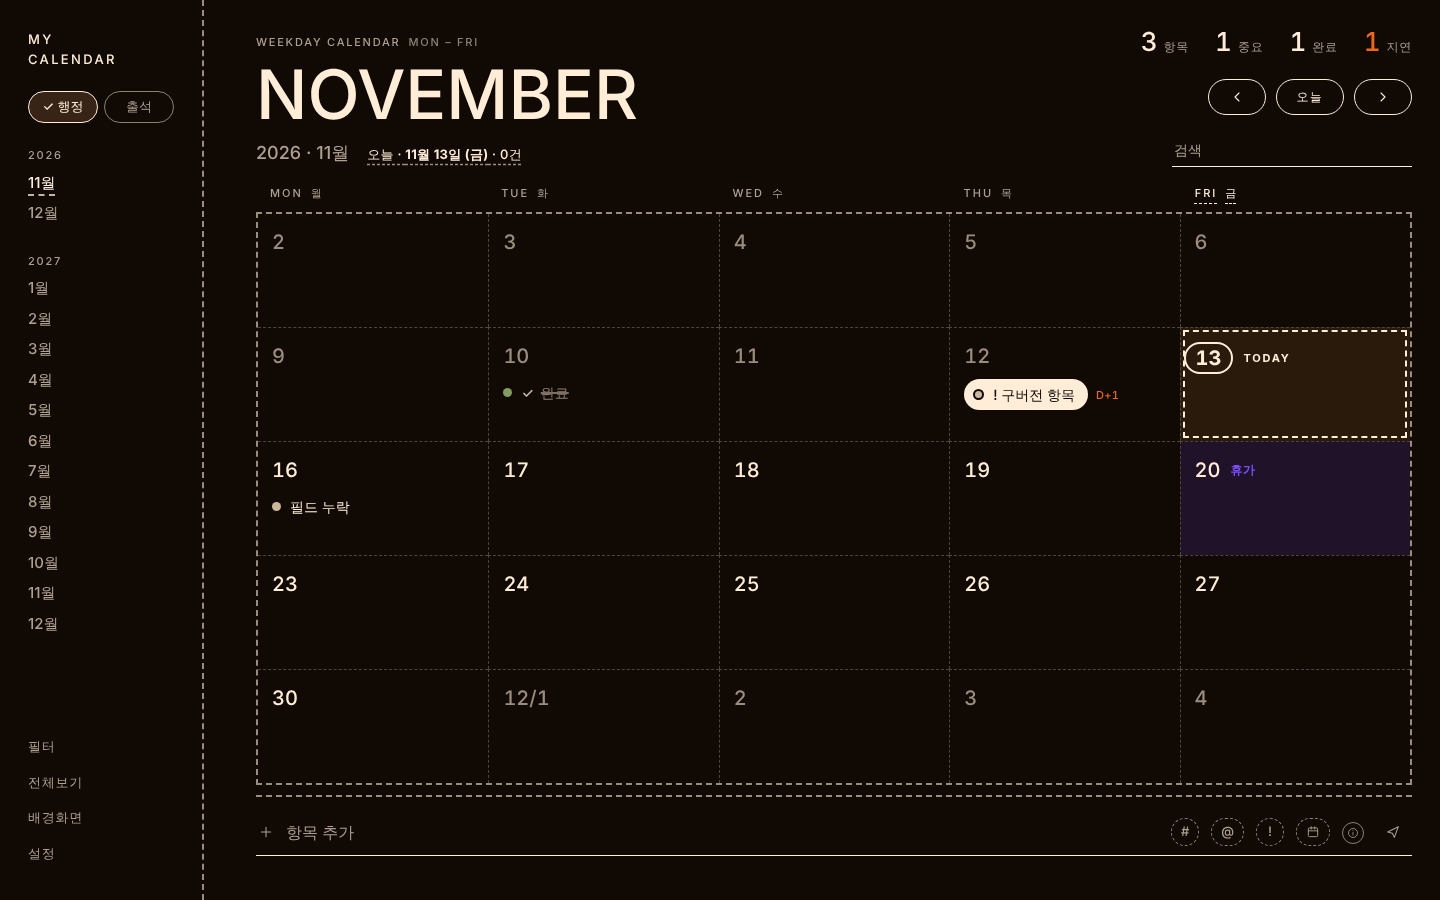 MY
CALENDAR
✓ 행정
출석
2026
11월
12월
2027
1월
2월
3월
4월
5월
6월
7월
8월
9월
10월
11월
12월
필터
전체보기
배경화면
설정
WEEKDAY CALENDAR MON – FRI
3 항목 1 중요 1 완료 1 지연
NOVEMBER
오늘
2026 · 11월 오늘 · 11월 13일 (금) · 0건
검색
MON 월 TUE 화 WED 수 THU 목 FRI 금
2 3 4 5 6
9 10 11 12 13 TODAY
✓ 완료
! 구버전 항목 D+1
16 17 18 19 20 휴가
필드 누락
23 24 25 26 27
30 12/1 2 3 4
+ 항목 추가
# @ !